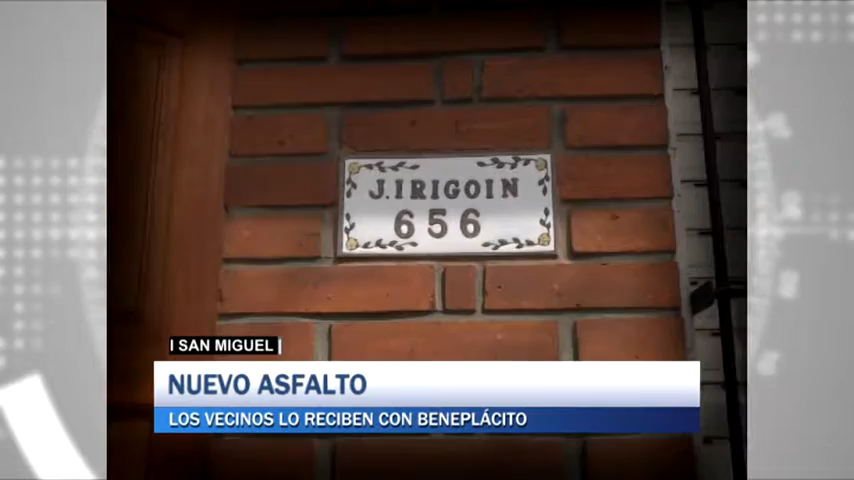 J. IRIGOIN
656
I SAN MIGUEL
NUEVO ASFALTO
LOS VECINOS LO RECIBEN CON BENEPLÁCITO